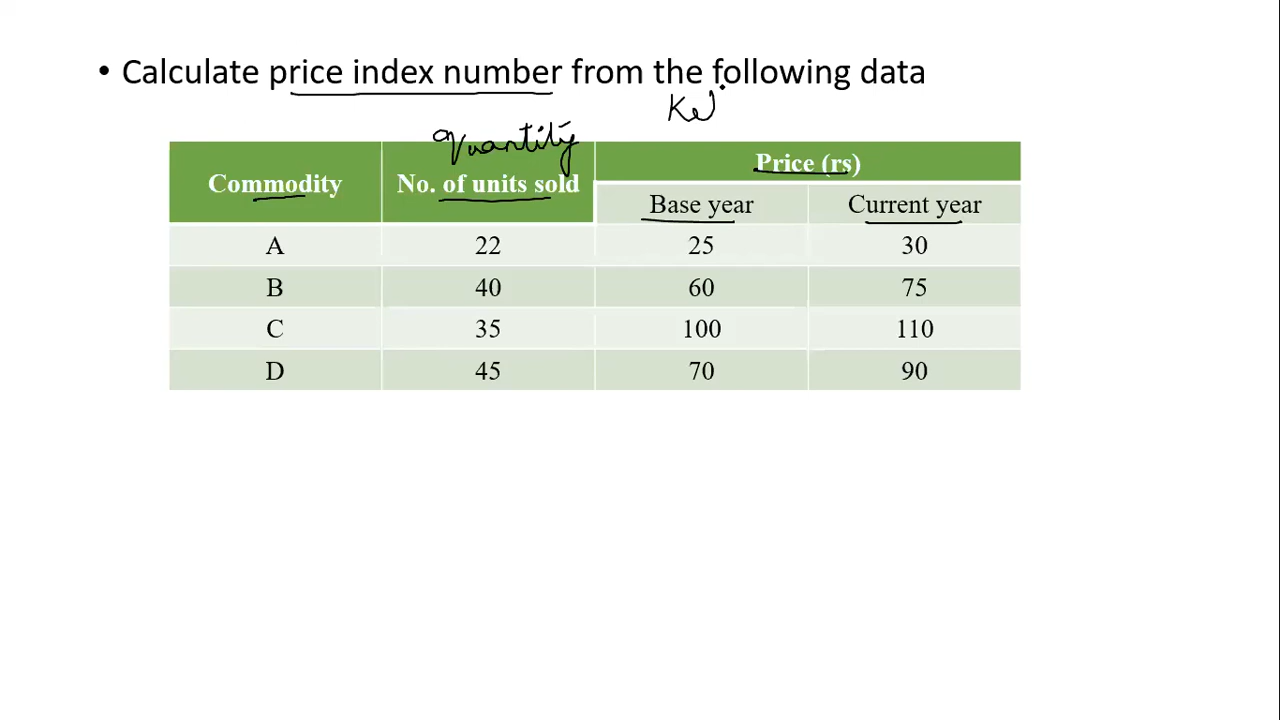 • Calculate price index number from the following data
Kel
Quantity
Commodity No. of units sold Price (rs)
Base year Current year
A 22 25 30
B 40 60 75
C 35 100 110
D 45 70 90